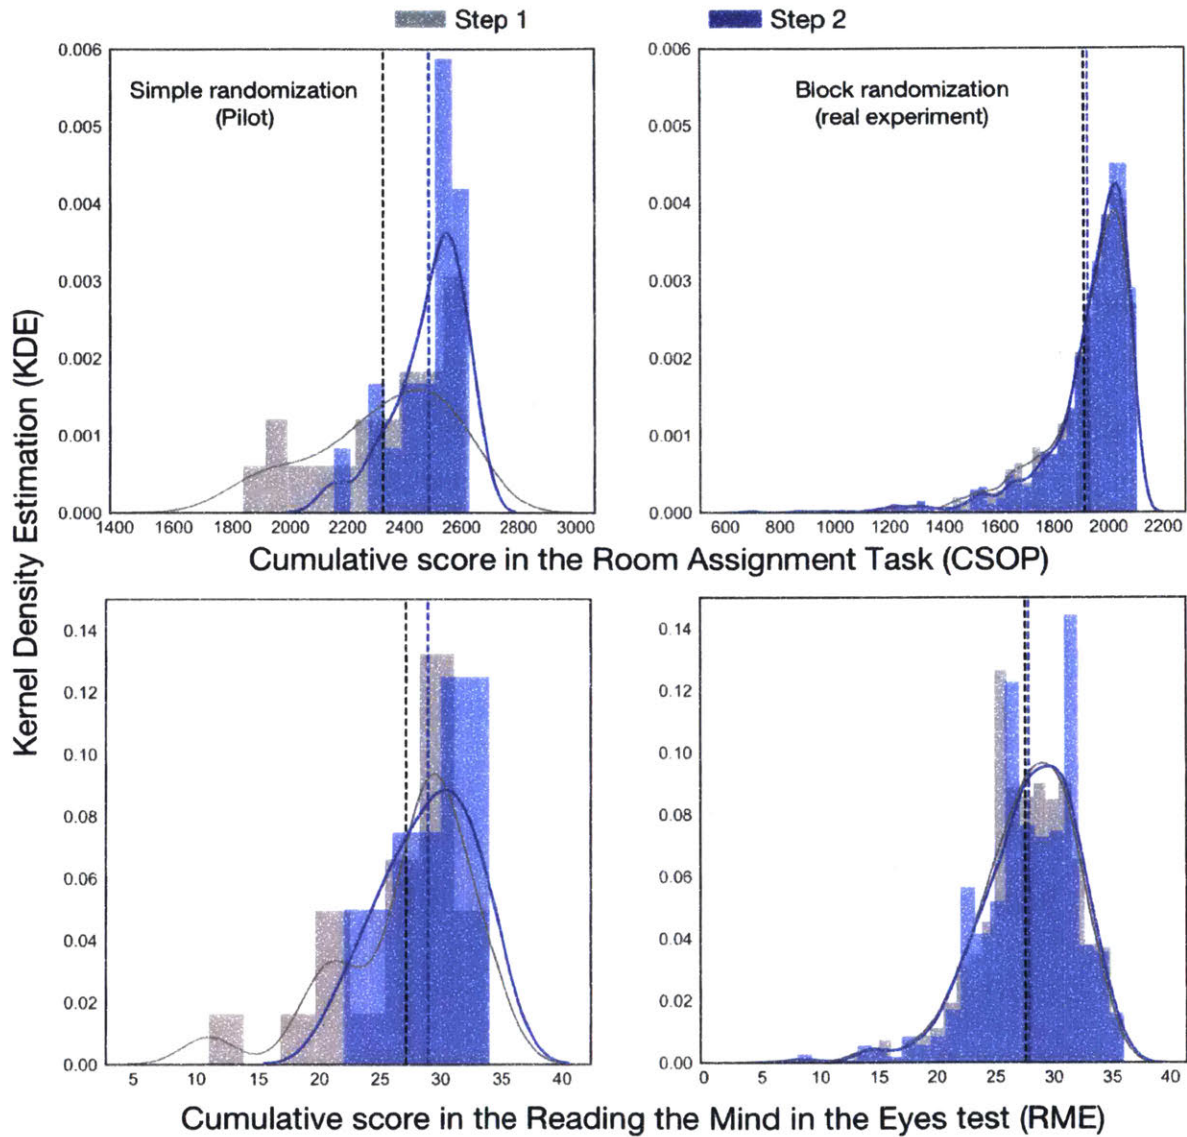 Step 1 Step 2
0.006 0.006
Simple randomization
(Pilot)
Block randomization
(real experiment)
0.005 0.005
0.004 0.004
0.003 0.003
0.002 0.002
0.001 0.001
0.000 0.000
1400 1600 1800 2000 2200 2400 2600 2800 3000
600 800 1000 1200 1400 1600 1800 2000 2200
Cumulative score in the Room Assignment Task (CSOP)
Kernel Density Estimation (KDE)
0.14 0.14
0.12 0.12
0.10 0.10
0.08 0.08
0.06 0.06
0.04 0.04
0.02 0.02
0.00 0.00
5 10 15 20 25 30 35 40
0 5 10 15 20 25 30 35 40
Cumulative score in the Reading the Mind in the Eyes test (RME)